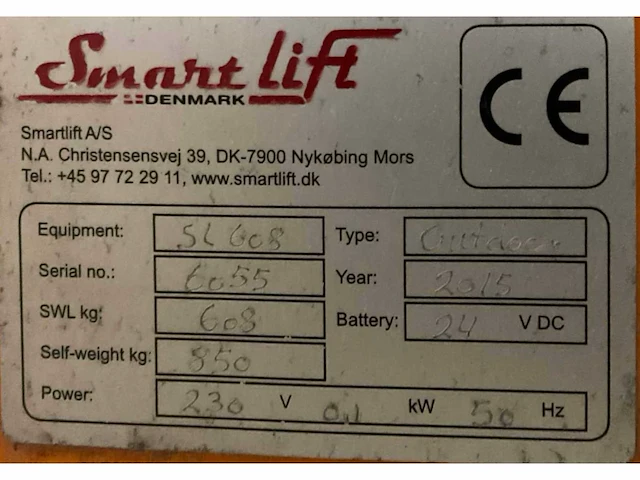 Smart lift
DENMARK
CE
Smartlift A/S
N.A. Christensensvej 39, DK-7900 Nykøbing Mors
Tel.: +45 97 72 29 11, www.smartlift.dk
Equipment: SL 608 Type: Outdoor
Serial no.: 6055 Year: 2015
SWL kg: 608 Battery: 24 V DC
Self-weight kg: 850
Power: 230 V 0,1 kW 50 Hz